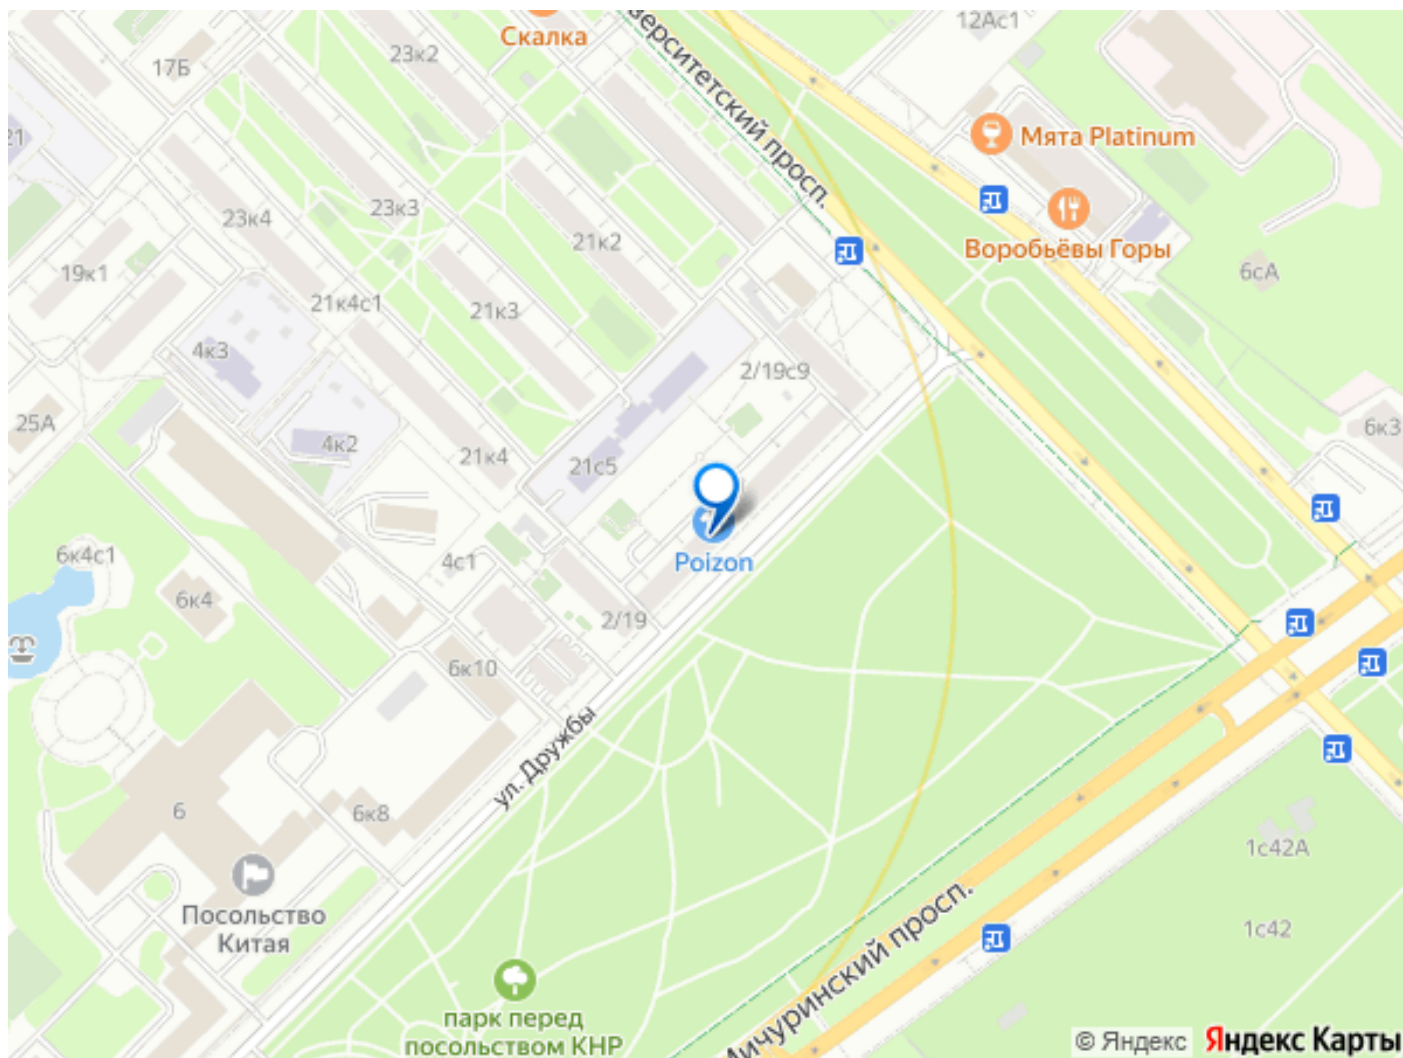 12Ас1
Скалка
23к2
17Б
верситетский просп.
21
Мята Platinum
23к4
23к3
21к2
Воробьёвы Горы
6сА
19к1
21к4с1
21к3
4к3
2/19с9
25А
6к3
4к2
21к4
21с5
6к4с1
4с1
Poizon
6к4
2/19
6к10
ул. Дружбы
6
6к8
1с42А
Посольство
Китая
Мичуринский просп.
1с42
парк перед
посольством КНР
© Яндекс Яндекс Карты